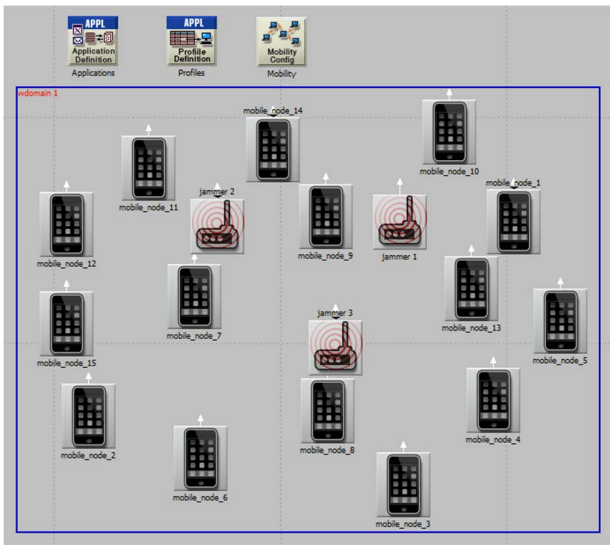 APPL
Application
Definition
Applications
APPL
Profile
Definition
Profiles
Mobility
Config
Mobility
wdomain 1
mobile_node_14
mobile_node_10
mobile_node_11
jammer 2
mobile_node_1
mobile_node_12
mobile_node_9
jammer 1
mobile_node_7
mobile_node_13
jammer 3
mobile_node_15
mobile_node_5
mobile_node_2
mobile_node_8
mobile_node_4
mobile_node_6
mobile_node_3